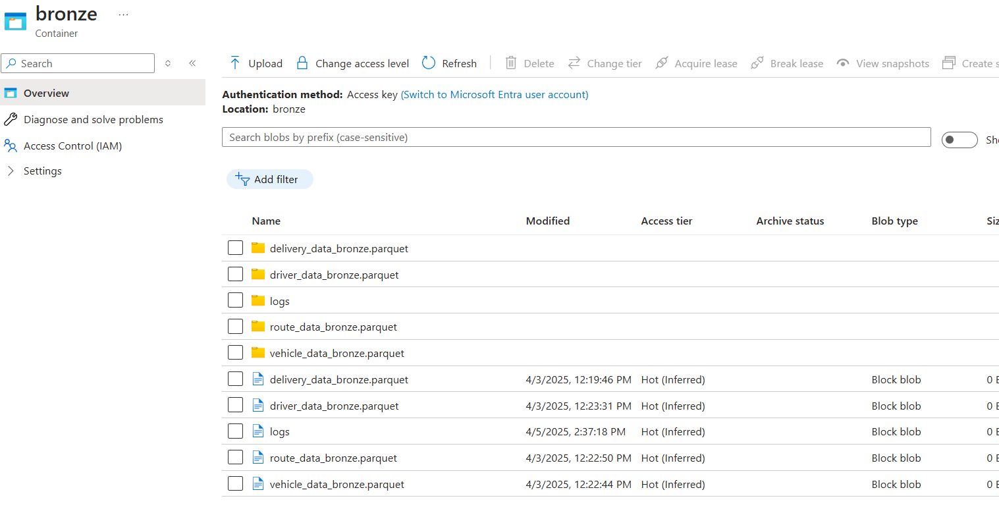 bronze ...
Container
Search
Upload Change access level Refresh Delete Change tier Acquire lease Break lease View snapshots Create s
Overview
Diagnose and solve problems
Access Control (IAM)
Settings
Authentication method: Access key (Switch to Microsoft Entra user account)
Location: bronze
Search blobs by prefix (case-sensitive)
Sho
Add filter
Name Modified Access tier Archive status Blob type Siz
delivery_data_bronze.parquet
driver_data_bronze.parquet
logs
route_data_bronze.parquet
vehicle_data_bronze.parquet
delivery_data_bronze.parquet 4/3/2025, 12:19:46 PM Hot (Inferred) Block blob 0 B
driver_data_bronze.parquet 4/3/2025, 12:23:31 PM Hot (Inferred) Block blob 0 B
logs 4/5/2025, 2:37:18 PM Hot (Inferred) Block blob 0 B
route_data_bronze.parquet 4/3/2025, 12:22:50 PM Hot (Inferred) Block blob 0 B
vehicle_data_bronze.parquet 4/3/2025, 12:22:44 PM Hot (Inferred) Block blob 0 B